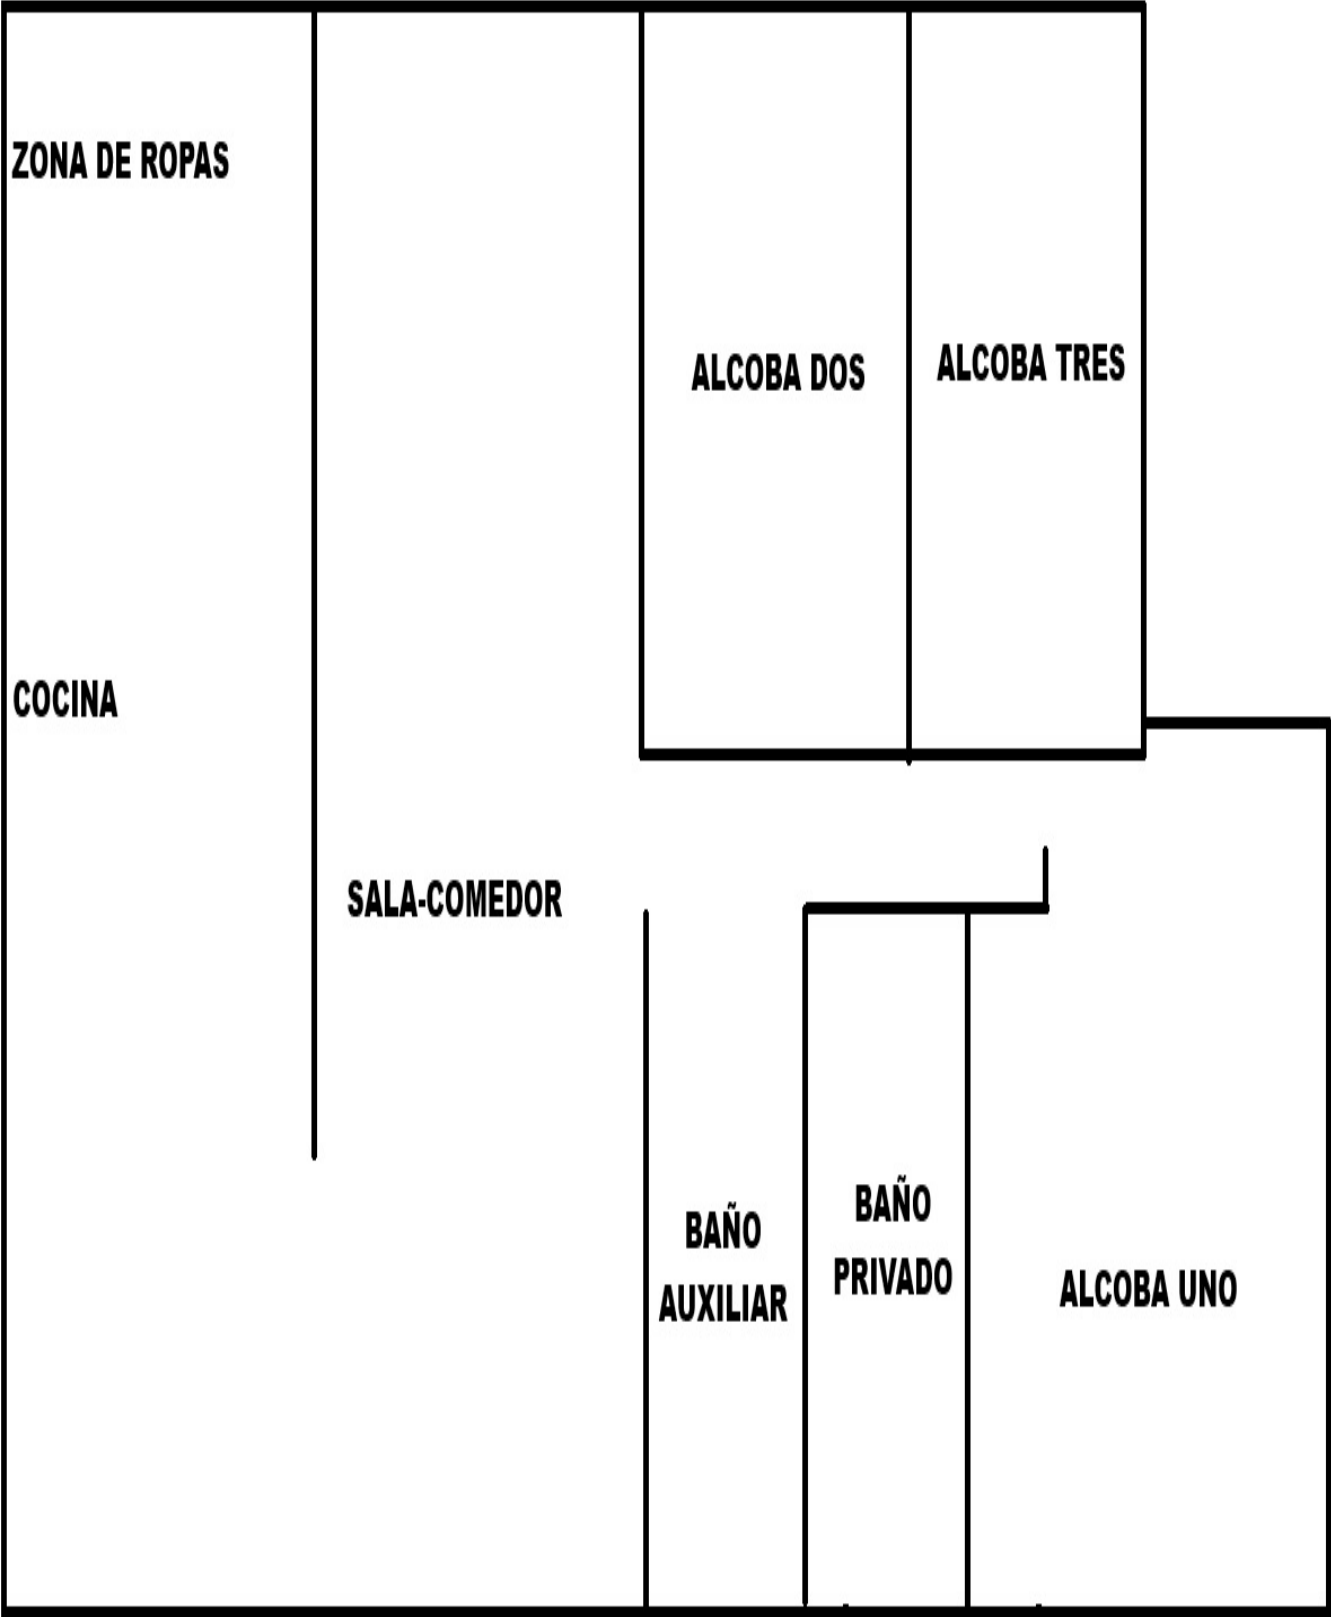 ZONA DE ROPAS
ALCOBA DOS
ALCOBA TRES
COCINA
SALA-COMEDOR
BAÑO
AUXILIAR
BAÑO
PRIVADO
ALCOBA UNO